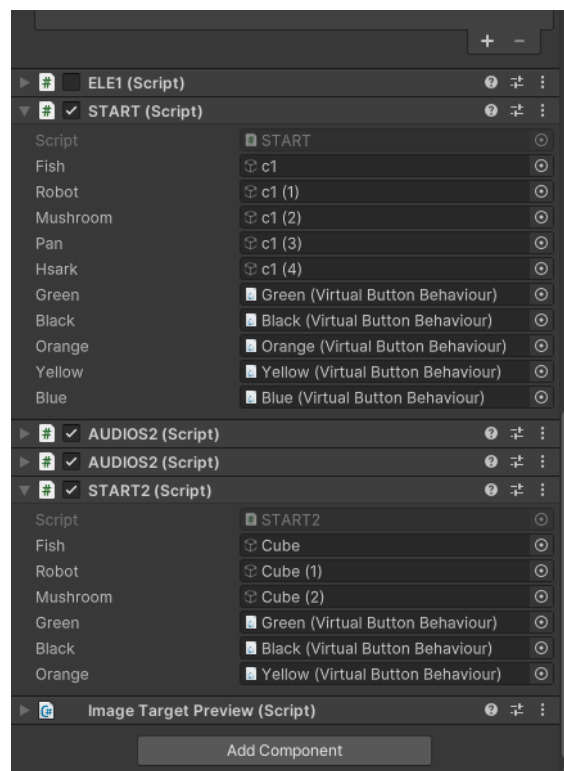 + −
ELE1 (Script)
START (Script)
Script START
Fish c1
Robot c1 (1)
Mushroom c1 (2)
Pan c1 (3)
Hsark c1 (4)
Green Green (Virtual Button Behaviour)
Black Black (Virtual Button Behaviour)
Orange Orange (Virtual Button Behaviour)
Yellow Yellow (Virtual Button Behaviour)
Blue Blue (Virtual Button Behaviour)
AUDIOS2 (Script)
AUDIOS2 (Script)
START2 (Script)
Script START2
Fish Cube
Robot Cube (1)
Mushroom Cube (2)
Green Green (Virtual Button Behaviour)
Black Black (Virtual Button Behaviour)
Orange Yellow (Virtual Button Behaviour)
Image Target Preview (Script)
Add Component